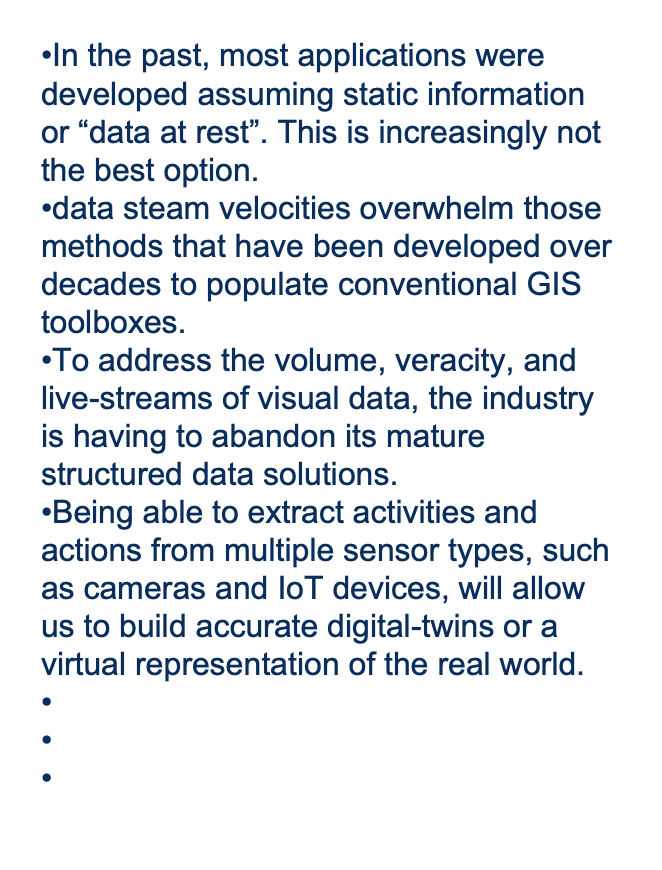 •In the past, most applications were
developed assuming static information
or “data at rest”. This is increasingly not
the best option.
•data steam velocities overwhelm those
methods that have been developed over
decades to populate conventional GIS
toolboxes.
•To address the volume, veracity, and
live-streams of visual data, the industry
is having to abandon its mature
structured data solutions.
•Being able to extract activities and
actions from multiple sensor types, such
as cameras and IoT devices, will allow
us to build accurate digital-twins or a
virtual representation of the real world.
•
•
•